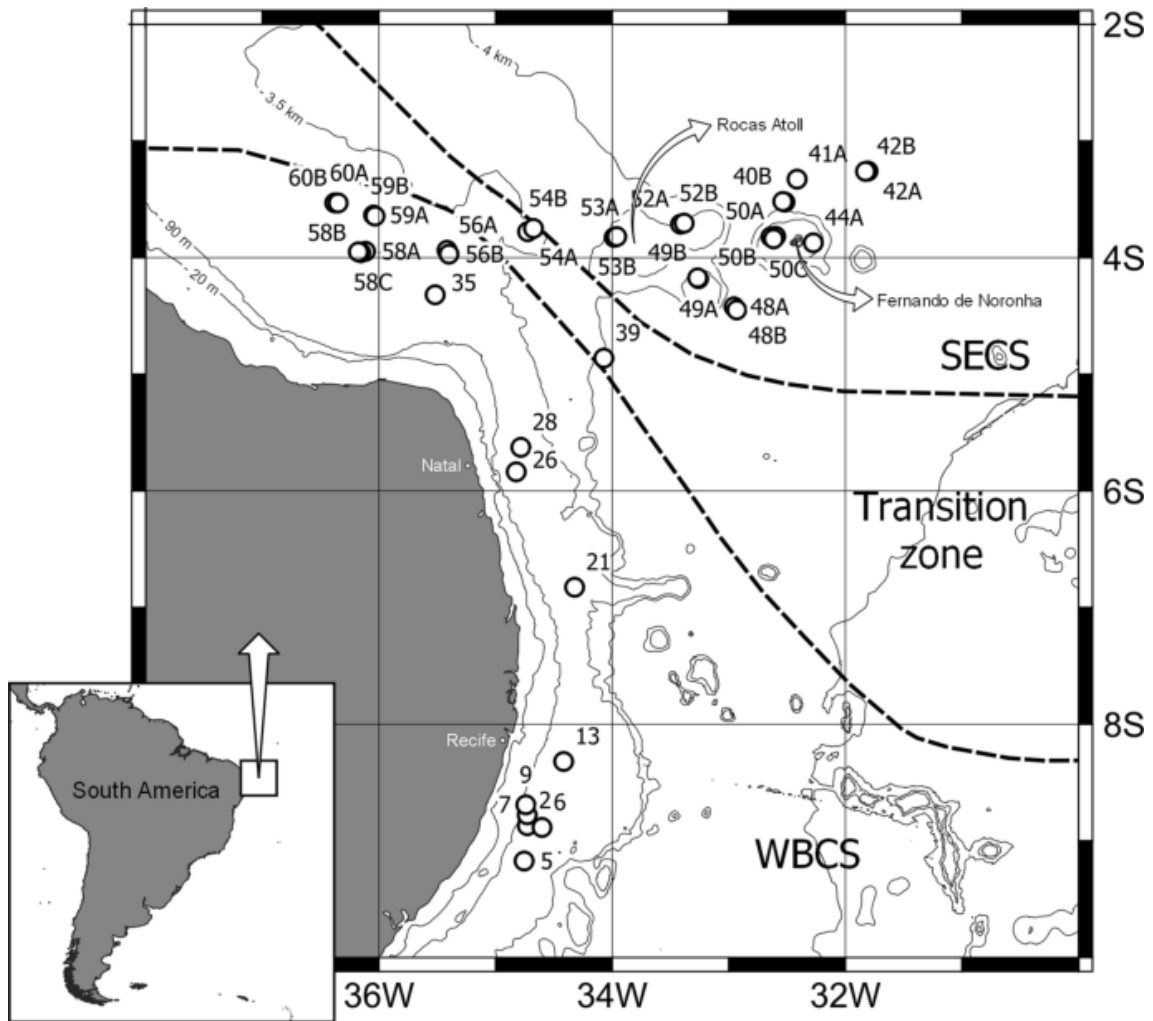 2S
- 4 km
- 3.5 km
Rocas Atoll
41A
42B
60A
60B
59B
40B
42A
54B
53A
52A
52B
50A
44A
59A
56A
58B
58A
56B
54A
53B
49B
50B
50C
4S
- 90 m
- 20 m
58C
35
49A
48A
48B
Fernando de Noronha
39
SECS
28
Natal
26
6S
Transition
zone
21
8S
Recife
13
9
7
26
5
WBCS
South America
36W
34W
32W